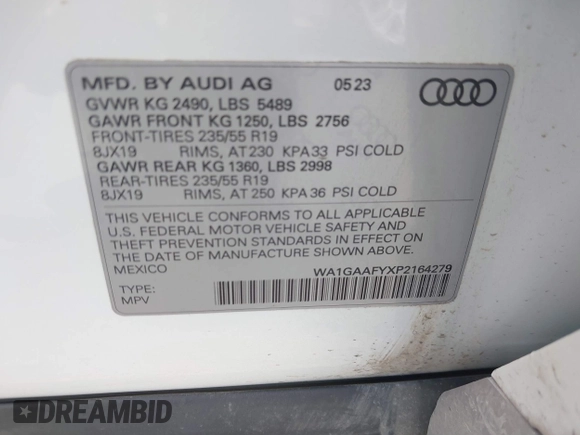 MFD. BY AUDI AG 05 23
GVWR KG 2490, LBS 5489
GAWR FRONT KG 1250, LBS 2756
FRONT-TIRES 235/55 R19
8JX19 RIMS, AT 230 KPA 33 PSI COLD
GAWR REAR KG 1360, LBS 2998
REAR-TIRES 235/55 R19
8JX19 RIMS, AT 250 KPA 36 PSI COLD
THIS VEHICLE CONFORMS TO ALL APPLICABLE
U.S. FEDERAL MOTOR VEHICLE SAFETY AND
THEFT PREVENTION STANDARDS IN EFFECT ON
THE DATE OF MANUFACTURE SHOWN ABOVE.
MEXICO WA1GAAFYXP2164279
TYPE:
MPV
DREAMBID